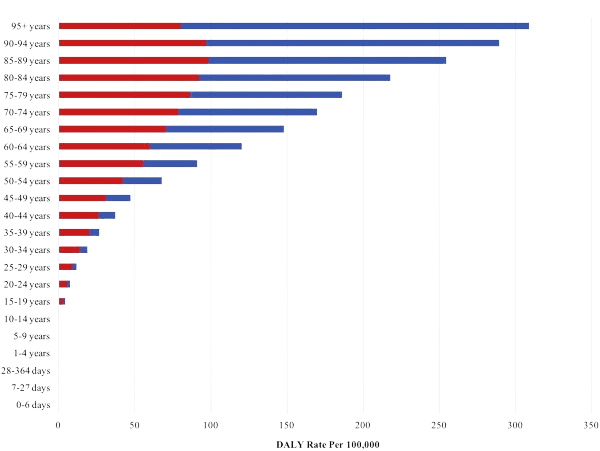 95+ years
90-94 years
85-89 years
80-84 years
75-79 years
70-74 years
65-69 years
60-64 years
55-59 years
50-54 years
45-49 years
40-44 years
35-39 years
30-34 years
25-29 years
20-24 years
15-19 years
10-14 years
5-9 years
1-4 years
28-364 days
7-27 days
0-6 days
0 50 100 150 200 250 300 350
DALY Rate Per 100,000